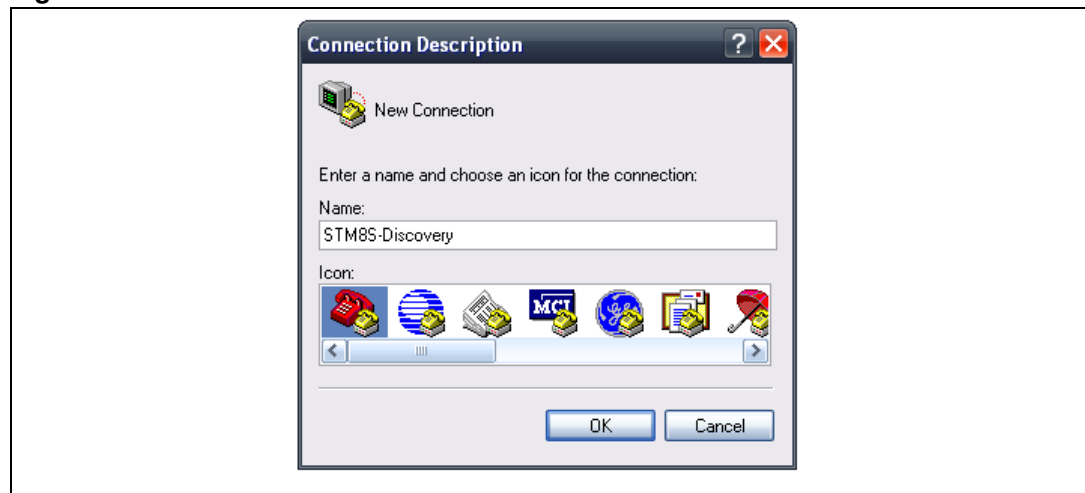 Connection Description
New Connection
Enter a name and choose an icon for the connection:
Name:
STM8S-Discovery
Icon:
MCI
OK
Cancel